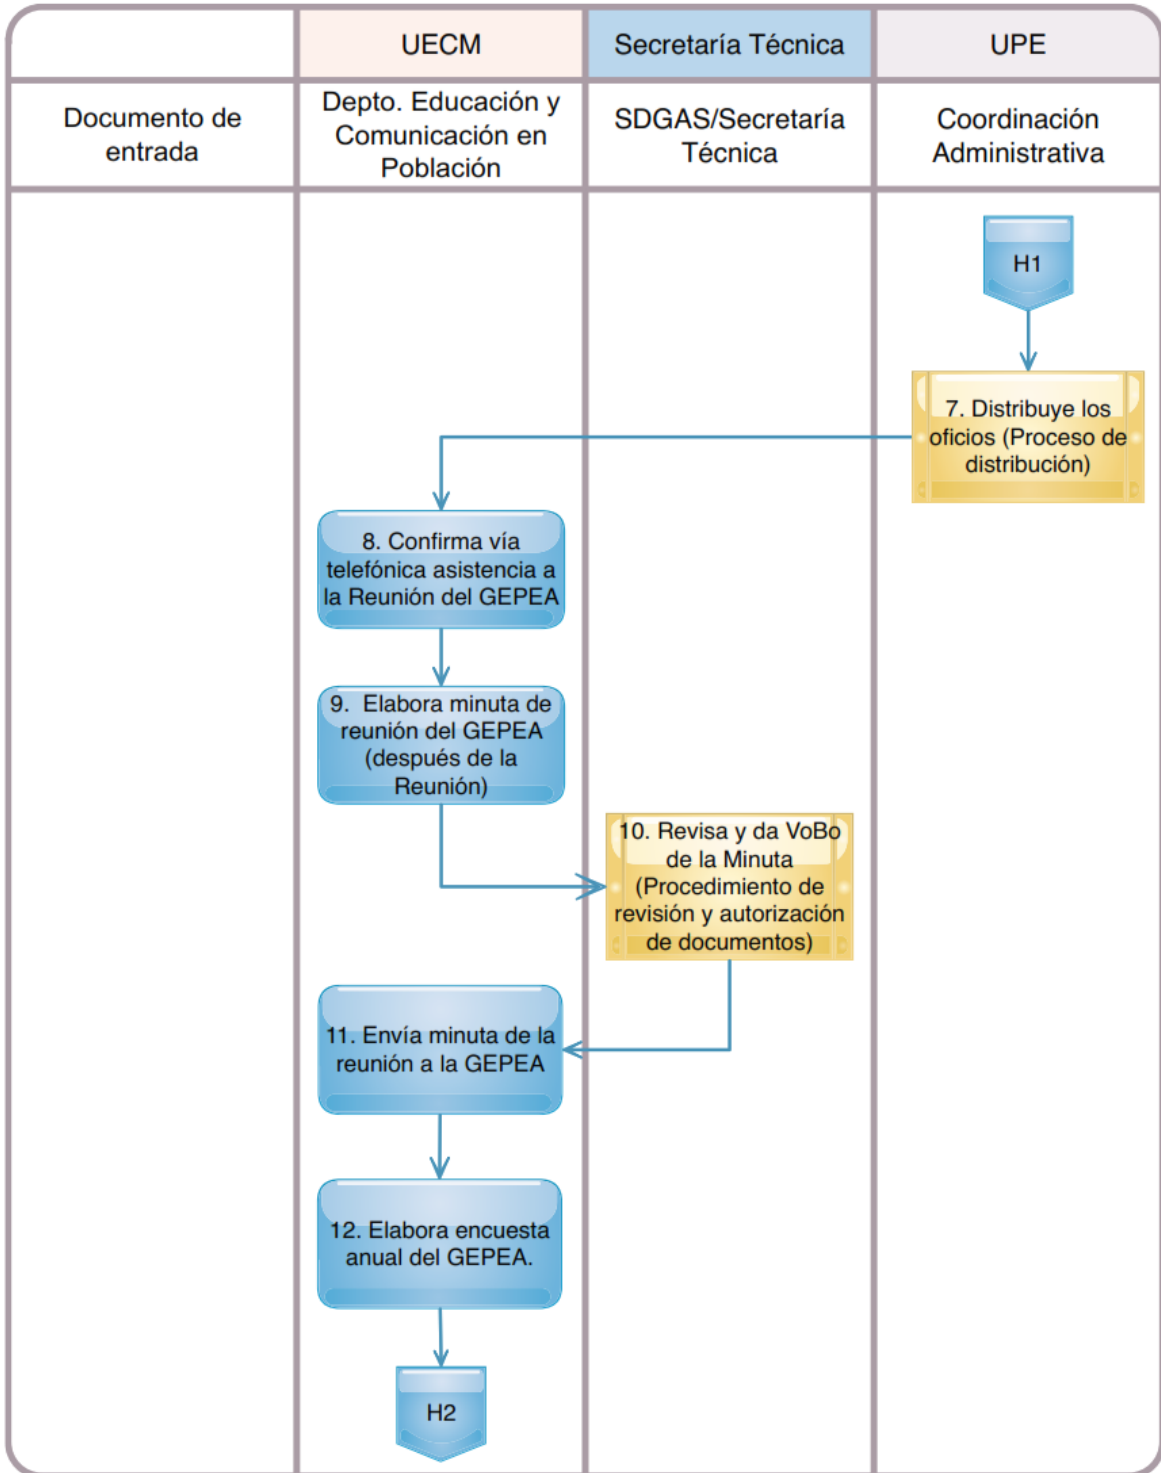 UECM
Secretaría Técnica
UPE
Documento de
entrada
Depto. Educación y
Comunicación en
Población
SDGAS/Secretaría
Técnica
Coordinación
Administrativa
H1
7. Distribuye los
oficios (Proceso de
distribución)
8. Confirma vía
telefónica asistencia a
la Reunión del GEPEA
9. Elabora minuta de
reunión del GEPEA
(después de la
Reunión)
10. Revisa y da VoBo
de la Minuta
(Procedimiento de
revisión y autorización
de documentos)
11. Envía minuta de la
reunión a la GEPEA
12. Elabora encuesta
anual del GEPEA.
H2